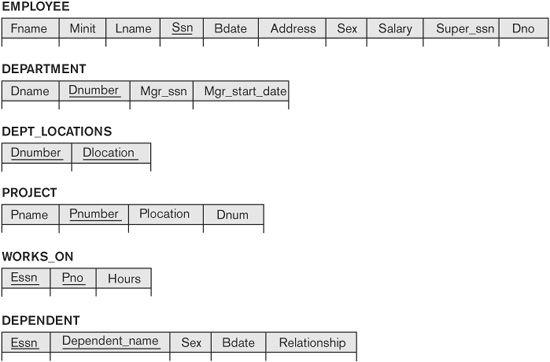 EMPLOYEE
Fname Minit Lname Ssn Bdate Address Sex Salary Super_ssn Dno
DEPARTMENT
Dname Dnumber Mgr_ssn Mgr_start_date
DEPT_LOCATIONS
Dnumber Dlocation
PROJECT
Pname Pnumber Plocation Dnum
WORKS_ON
Essn Pno Hours
DEPENDENT
Essn Dependent_name Sex Bdate Relationship